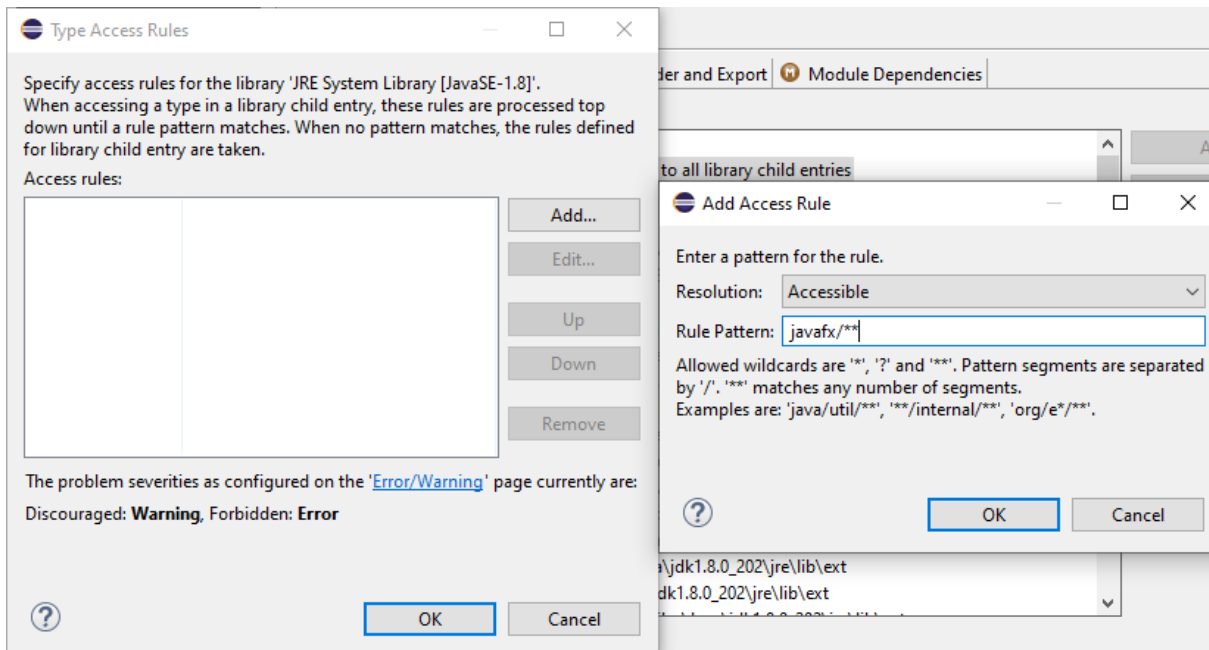 Type Access Rules
Specify access rules for the library 'JRE System Library [JavaSE-1.8]'.
When accessing a type in a library child entry, these rules are processed top
down until a rule pattern matches. When no pattern matches, the rules defined
for library child entry are taken.
Access rules:
Add...
Edit...
Up
Down
Remove
The problem severities as configured on the 'Error/Warning' page currently are:
Discouraged: Warning, Forbidden: Error
OK
Cancel
and Export
Module Dependencies
to all library child entries
Add Access Rule
Enter a pattern for the rule.
Resolution:
Accessible
Rule Pattern:
javafx/**
Allowed wildcards are '*', '?' and '**'. Pattern segments are separated
by '/'. '**' matches any number of segments.
Examples are: 'java/util/**', '**/internal/**', 'org/e*/**'.
OK
Cancel
\jdk1.8.0_202\jre\lib\ext
dk1.8.0_202\jre\lib\ext